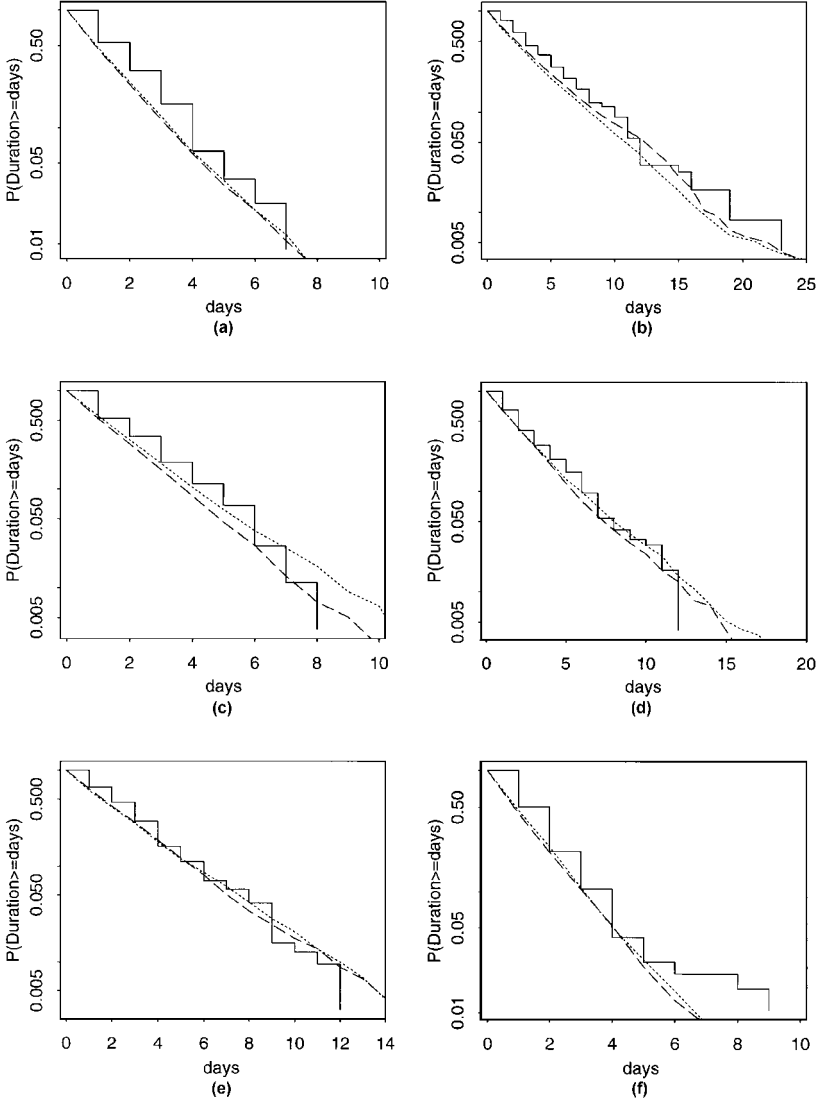 P(Duration>=days)
0.50
0.05
0.01
0 2 4 6 8 10
days
(a)
P(Duration>=days)
0.500
0.050
0.005
0 5 10 15 20 25
days
(b)
P(Duration>=days)
0.500
0.050
0.005
0 2 4 6 8 10
days
(c)
P(Duration>=days)
0.500
0.050
0.005
0 5 10 15 20
days
(d)
P(Duration>=days)
0.500
0.050
0.005
0 2 4 6 8 10 12 14
days
(e)
P(Duration>=days)
0.50
0.05
0.01
0 2 4 6 8 10
days
(f)